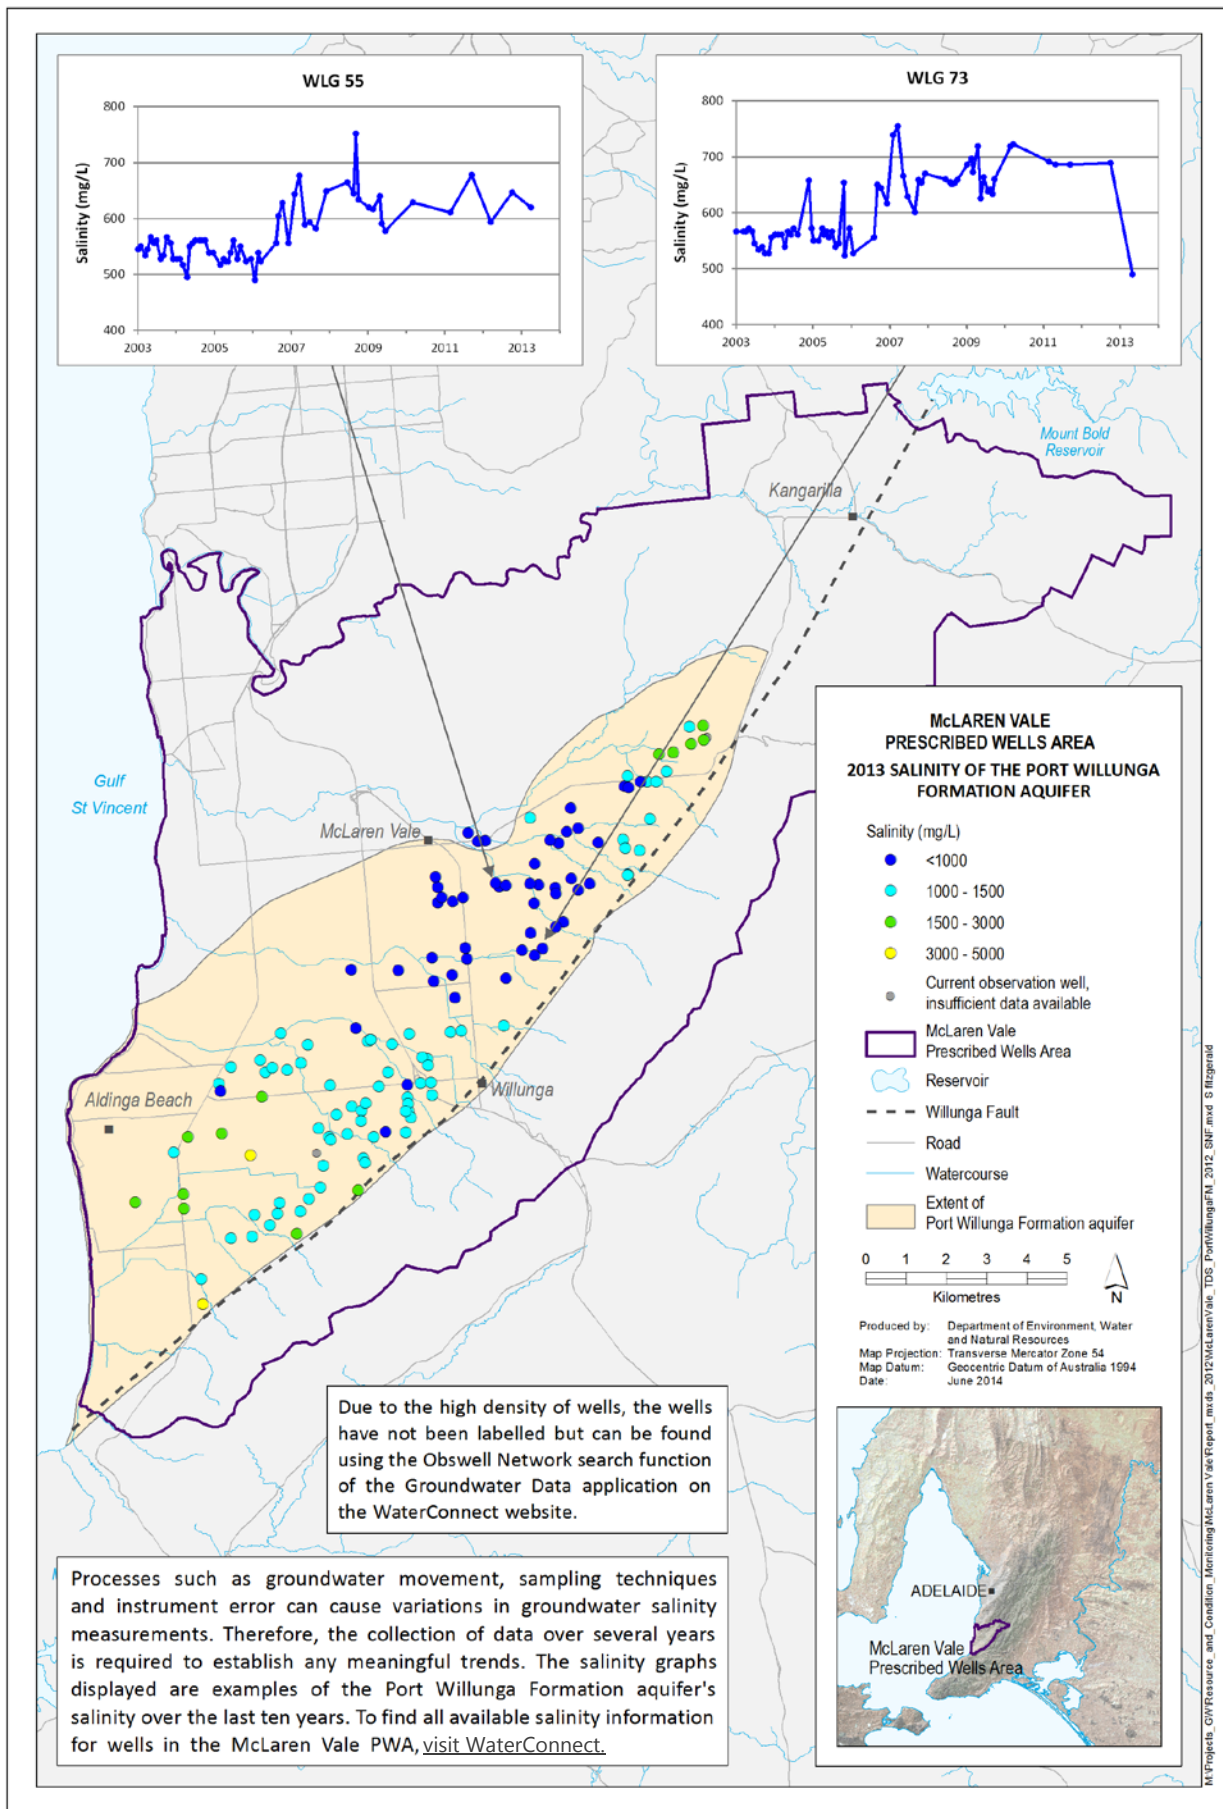 WLG 55
800
700
600
500
400
Salinity (mg/L)
2003
2005
2007
2009
2011
2013
WLG 73
800
700
600
500
400
Salinity (mg/L)
2003
2005
2007
2009
2011
2013
Mount Bold
Reservoir
Kangarilla
Gulf
St Vincent
McLaren Vale
Aldinga Beach
Willunga
McLAREN VALE
PRESCRIBED WELLS AREA
2013 SALINITY OF THE PORT WILLUNGA
FORMATION AQUIFER
Salinity (mg/L)
<1000
1000 - 1500
1500 - 3000
3000 - 5000
Current observation well,
insufficient data available
McLaren Vale
Prescribed Wells Area
Reservoir
Willunga Fault
Road
Watercourse
Extent of
Port Willunga Formation aquifer
0 1 2 3 4 5
Kilometres
N
Produced by: Department of Environment, Water
and Natural Resources
Map Projection: Transverse Mercator Zone 54
Map Datum: Geocentric Datum of Australia 1994
Date: June 2014
ADELAIDE
McLaren Vale
Prescribed Wells Area
Due to the high density of wells, the wells
have not been labelled but can be found
using the Obswell Network search function
of the Groundwater Data application on
the WaterConnect website.
Processes such as groundwater movement, sampling techniques
and instrument error can cause variations in groundwater salinity
measurements. Therefore, the collection of data over several years
is required to establish any meaningful trends. The salinity graphs
displayed are examples of the Port Willunga Formation aquifer's
salinity over the last ten years. To find all available salinity information
for wells in the McLaren Vale PWA, visit WaterConnect.
M:\Projects_GW\Resource_and_Condition_Monitoring\McLaren Vale\Report_mxds_2012\McLarenVale_TDS_PortWillungaFM_2012_SNF.mxd S fitzgerald